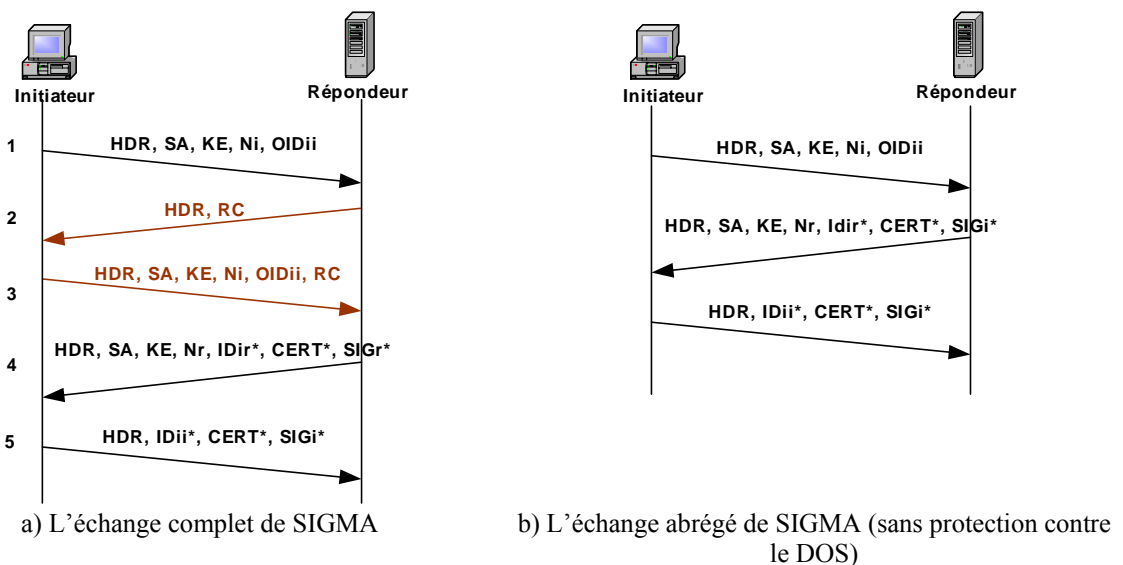 Initiateur
Répondeur
1
HDR, SA, KE, Ni, OIDii
2
HDR, RC
3
HDR, SA, KE, Ni, OIDii, RC
4
HDR, SA, KE, Nr, IDir*, CERT*, SIGr*
5
HDR, IDii*, CERT*, SIGi*
a) L'échange complet de SIGMA
Initiateur
Répondeur
HDR, SA, KE, Ni, OIDii
HDR, SA, KE, Nr, Idir*, CERT*, SIGi*
HDR, IDii*, CERT*, SIGi*
b) L'échange abrégé de SIGMA (sans protection contre
le DOS)